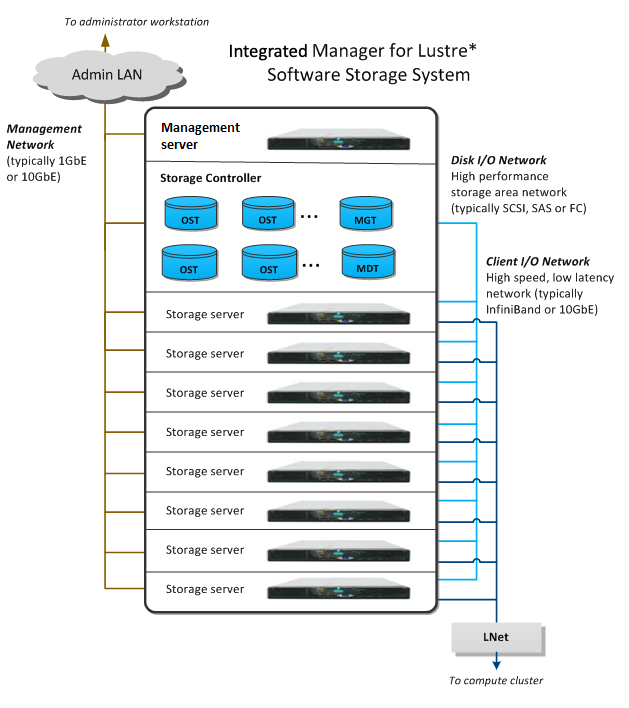 To administrator workstation
Integrated Manager for Lustre*
Software Storage System
Admin LAN
Management
Network
(typically 1GbE
or 10GbE)
Management
server
Storage Controller
OST
OST
...
MGT
OST
OST
...
MDT
Disk I/O Network
High performance
storage area network
(typically SCSI, SAS or FC)
Client I/O Network
High speed, low latency
network (typically
InfiniBand or 10GbE)
Storage server
Storage server
Storage server
Storage server
Storage server
Storage server
Storage server
Storage server
LNet
To compute cluster